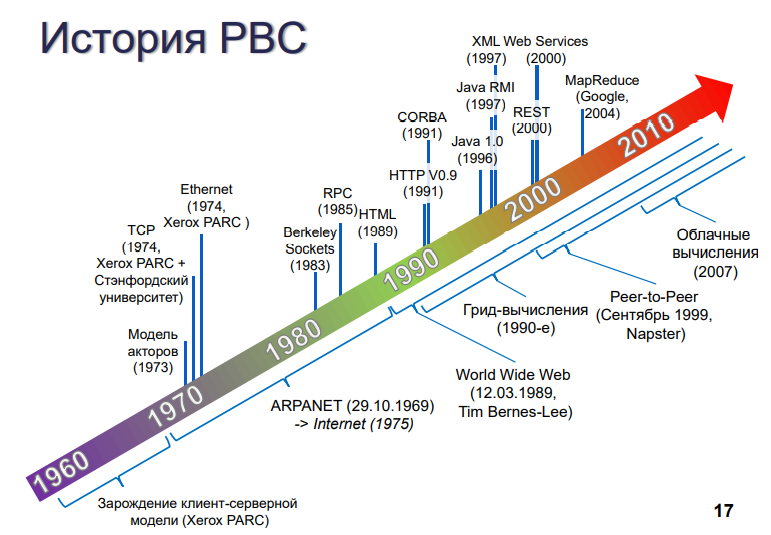 История РВС
XML
(1997)
Web Services
(2000)
Java RMI
(1997)
MapReduce
(Google,
2004)
REST
(2000)
CORBA
(1991)
Java 1.0
(1996)
HTTP V0.9
(1991)
Ethernet
(1974,
Xerox PARC )
RPC
(1985)
HTML
(1989)
TCP
(1974,
Xerox PARC +
Стэнфордский
университет)
Berkeley
Sockets
(1983)
Модель
акторов
(1973)
1960
1970
1980
1990
2000
2010
Облачные
вычисления
(2007)
Peer-to-Peer
(Сентябрь 1999,
Napster)
Грид-вычисления
(1990-е)
World Wide Web
(12.03.1989,
Tim Bernes-Lee)
ARPANET (29.10.1969)
-> Internet (1975)
Зарождение клиент-серверной
модели (Xerox PARC)
17